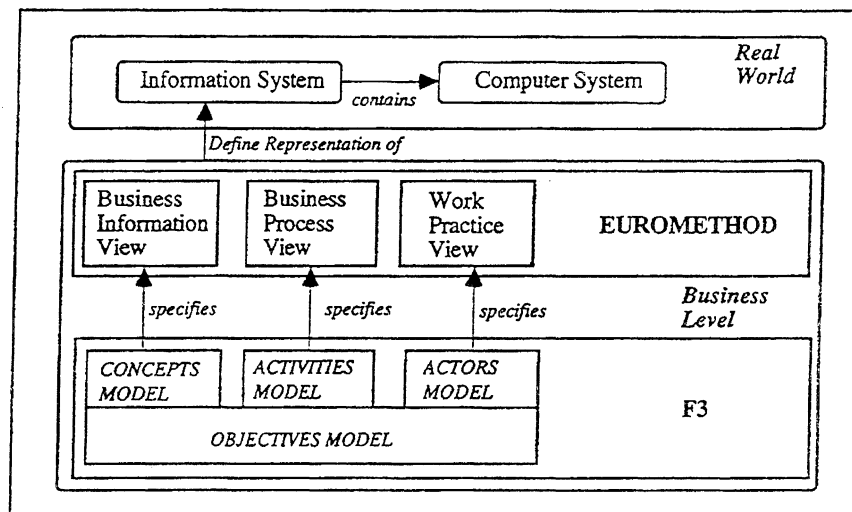 Real
World
Information System
contains
Computer System
Define Representation of
Business
Information
View
Business
Process
View
Work
Practice
View
EUROMETHOD
specifies
specifies
specifies
Business
Level
CONCEPTS
MODEL
ACTIVITIES
MODEL
ACTORS
MODEL
F3
OBJECTIVES MODEL